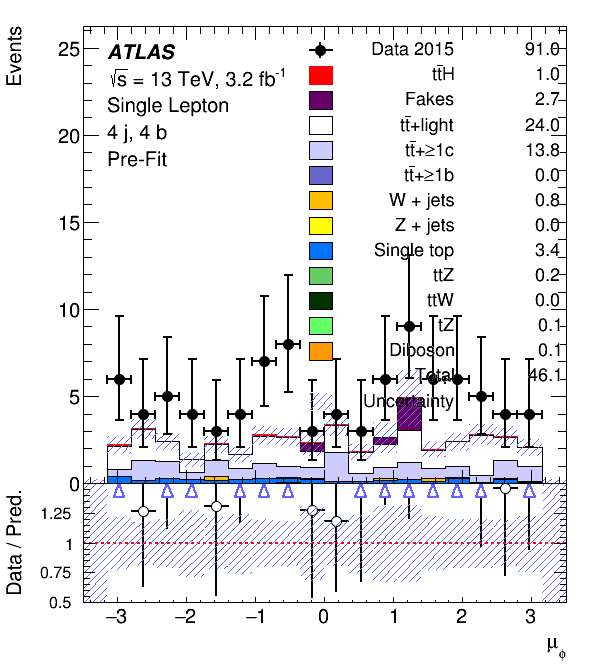 Events
25
20
15
10
5
0
ATLAS
√s = 13 TeV, 3.2 fb-1
Single Lepton
4 j, 4 b
Pre-Fit
Data 2015 91.0
tt̄H 1.0
Fakes 2.7
tt̄+light 24.0
tt̄+≥1c 13.8
tt̄+≥1b 0.0
W + jets 0.8
Z + jets 0.0
Single top 3.4
ttZ 0.2
ttW 0.0
tZ 0.1
Diboson 0.1
Total 46.1
Uncertainty
Data / Pred.
1.25
1
0.75
0.5
−3 −2 −1 0 1 2 3
μϕ